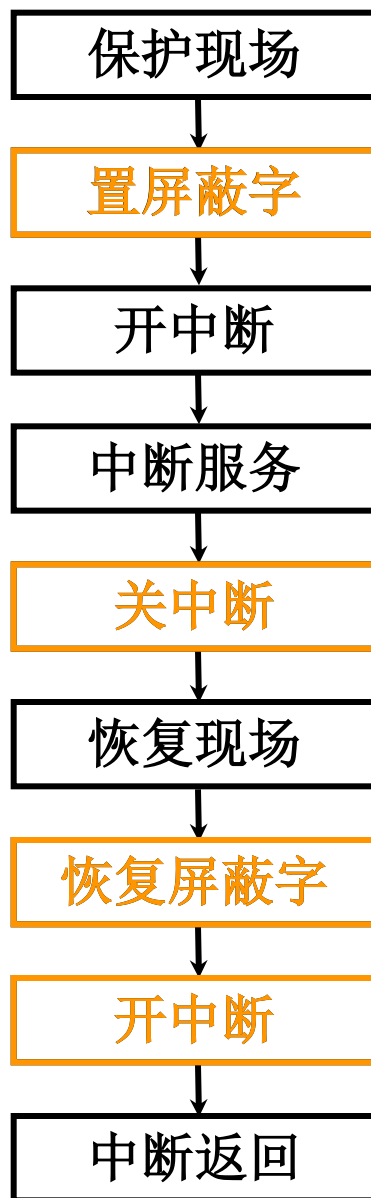 保护现场
置屏蔽字
开中断
中断服务
关中断
恢复现场
恢复屏蔽字
开中断
中断返回